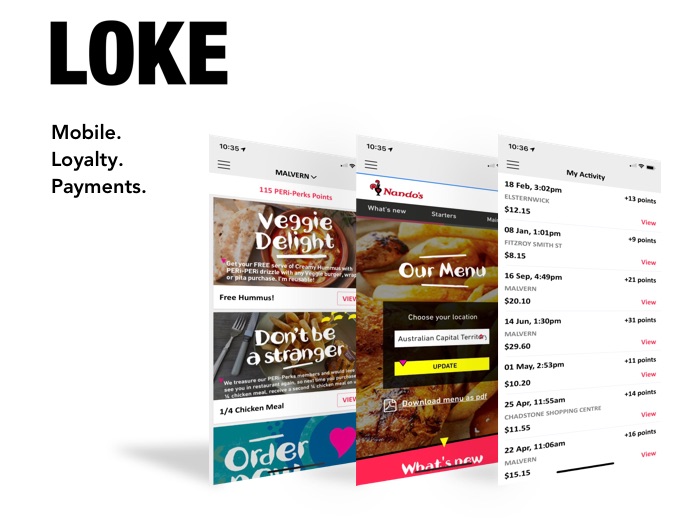 LOKE
Mobile.
Loyalty.
Payments.
10:35
MALVERN
115 PERi-Perks Points
Veggie
Delight
Get your FREE serve of Creamy Hummus with
PERi-PERi drizzle with any veggie burger, wrap
or pita purchase. I'm reusable!
Free Hummus!
VIEW
Don't be
a stranger
We treasure our PERi-Perks members and would love
see you in restaurant again, so next time you purchase
¼ chicken meal, receive a second ¼ chicken meal on
1/4 Chicken Meal
VIEW
Order
now
10:35
Nando's
What's new
Starters
Mai
Our Menu
Choose your location
Australian Capital Territory
UPDATE
Download menu as pdf
What's new
10:36
My Activity
18 Feb, 3:02pm
+13 points
ELSTERNWICK
$12.15
View
08 Jan, 1:01pm
+9 points
FITZROY SMITH ST
$8.15
View
16 Sep, 4:49pm
+21 points
MALVERN
$20.10
View
14 Jun, 1:30pm
+31 points
MALVERN
$29.60
View
01 May, 2:53pm
+11 points
$10.20
View
25 Apr, 11:55am
+14 points
CHADSTONE SHOPPING CENTRE
$11.55
View
22 Apr, 11:06am
+16 points
MALVERN
$15.15
View